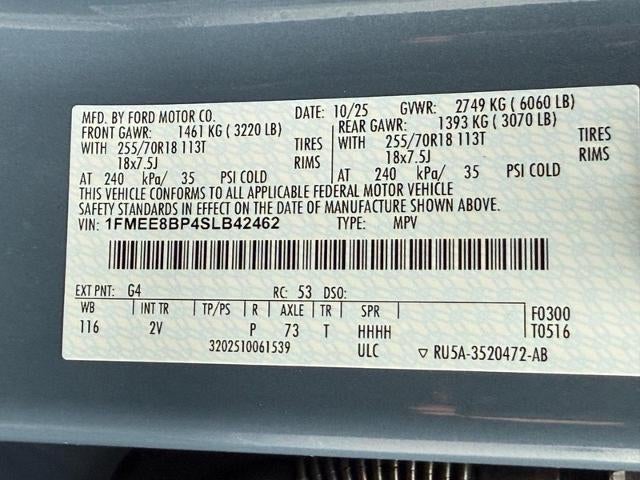 MFD. BY FORD MOTOR CO. DATE: 10/25 GVWR: 2749 KG ( 6060 LB)
FRONT GAWR: 1461 KG ( 3220 LB) REAR GAWR: 1393 KG ( 3070 LB)
WITH 255/70R18 113T TIRES WITH 255/70R18 113T TIRES
18x7.5J RIMS 18x7.5J RIMS
AT 240 kPa/ 35 PSI COLD AT 240 kPa/ 35 PSI COLD
THIS VEHICLE CONFORMS TO ALL APPLICABLE FEDERAL MOTOR VEHICLE
SAFETY STANDARDS IN EFFECT ON THE DATE OF MANUFACTURE SHOWN ABOVE.
VIN: 1FMEE8BP4SLB42462 TYPE: MPV
EXT PNT: G4 RC: 53 DSO:
WB INT TR TP/PS R AXLE TR SPR F0300
116 2V P 73 T HHHH T0516
3202510061539 ULC ▽ RU5A-3520472-AB